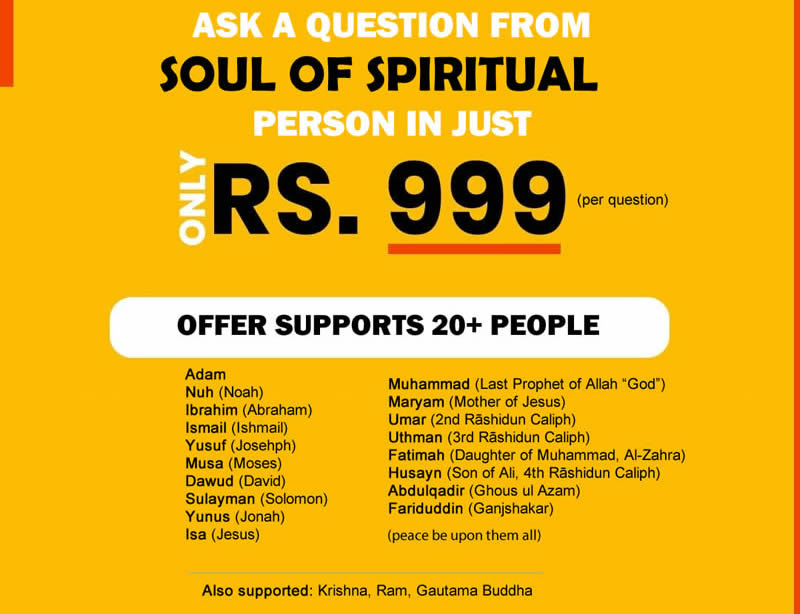 ASK A QUESTION FROM
SOUL OF SPIRITUAL
PERSON IN JUST
ONLY RS. 999 (per question)
OFFER SUPPORTS 20+ PEOPLE
Adam
Nuh (Noah)
Ibrahim (Abraham)
Ismail (Ishmail)
Yusuf (Josehph)
Musa (Moses)
Dawud (David)
Sulayman (Solomon)
Yunus (Jonah)
Isa (Jesus)
Muhammad (Last Prophet of Allah “God”)
Maryam (Mother of Jesus)
Umar (2nd Rāshidun Caliph)
Uthman (3rd Rāshidun Caliph)
Fatimah (Daughter of Muhammad, Al-Zahra)
Husayn (Son of Ali, 4th Rāshidun Caliph)
Abdulqadir (Ghous ul Azam)
Fariduddin (Ganjshakar)
(peace be upon them all)
Also supported: Krishna, Ram, Gautama Buddha